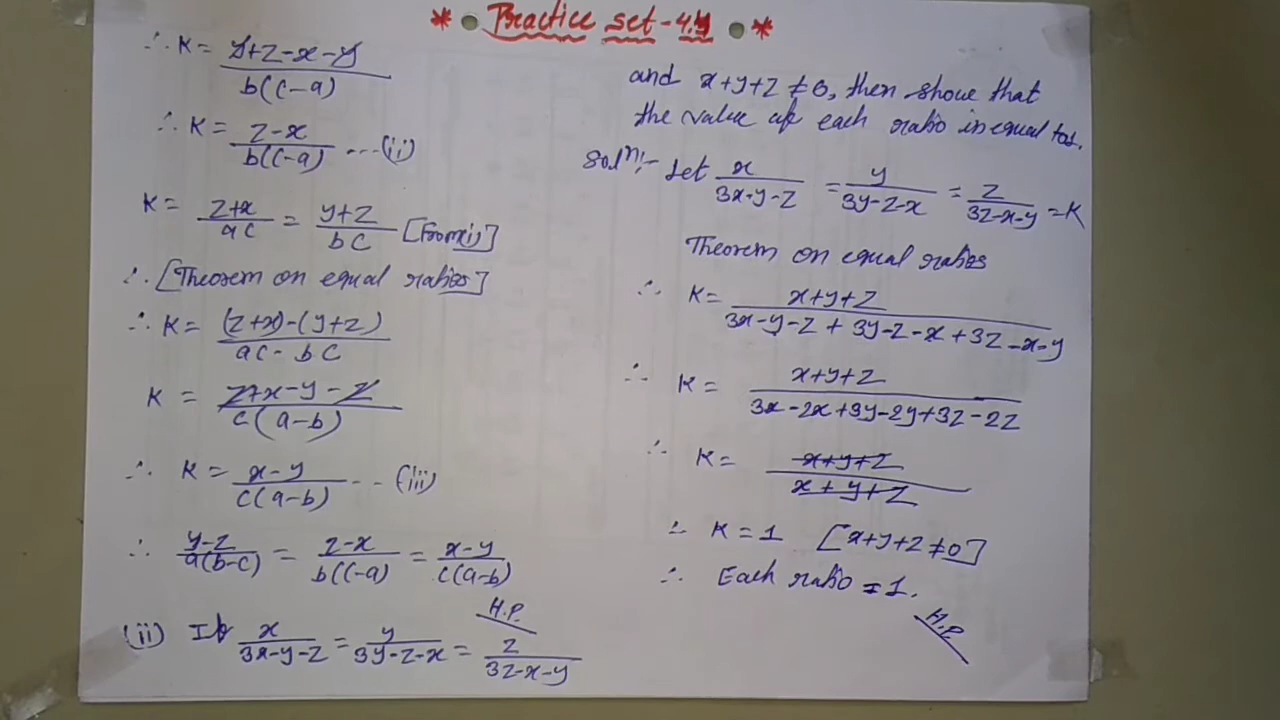 * Practice set-4.4 *
∴ K = y+z-x-y / b(c-a)
∴ K = z-x / b(c-a) ---(ii)
K = z+x / ac = y+z / bc [From(i)]
∴ [Theorem on equal ratios]
∴ K = (z+x)-(y+z) / ac-bc
K = z+x-y-z / c(a-b)
∴ K = x-y / c(a-b) -- (iii)
∴ y-z / a(b-c) = z-x / b(c-a) = x-y / c(a-b)
H.P.
(ii) If x / 3x-y-z = y / 3y-z-x = z / 3z-x-y
and x+y+z ≠ 0, then show that
the value of each ratio is equal to 1.
Solⁿ:- Let x / 3x-y-z = y / 3y-z-x = z / 3z-x-y = K
Theorem on equal ratios
∴ K = x+y+z / 3x-y-z + 3y-z-x + 3z-x-y
∴ K = x+y+z / 3x-2x+3y-2y+3z-2z
∴ K = x+y+z / x+y+z
∴ K = 1 [x+y+z ≠ 0]
∴ Each ratio = 1.
H.P